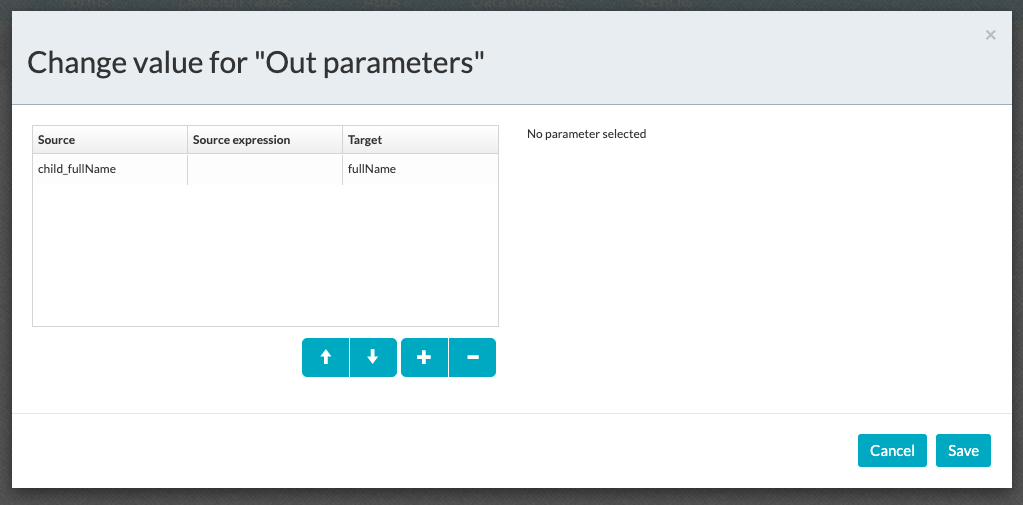 ×
Change value for "Out parameters"
Source Source expression Target
child_fullName fullName
No parameter selected
Cancel Save